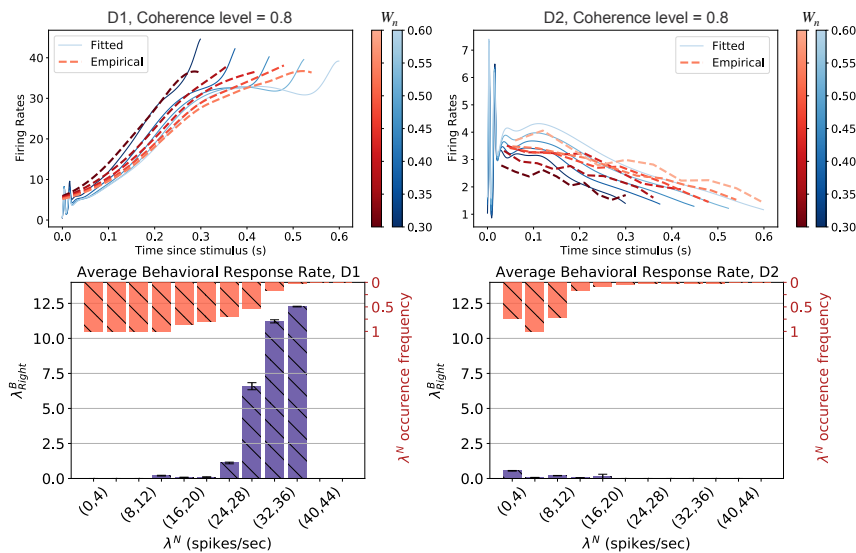 D1, Coherence level = 0.8
W_n
Fitted
Empirical
Firing Rates
40
30
20
10
0
0.0 0.1 0.2 0.3 0.4 0.5 0.6
Time since stimulus (s)
0.60
0.55
0.50
0.45
0.40
0.35
0.30
D2, Coherence level = 0.8
W_n
Fitted
Empirical
Firing Rates
7
6
5
4
3
2
1
0.0 0.1 0.2 0.3 0.4 0.5 0.6
Time since stimulus (s)
0.60
0.55
0.50
0.45
0.40
0.35
0.30
Average Behavioral Response Rate, D1
λ^B_Right
12.5
10.0
7.5
5.0
2.5
0.0
0
0.5
1
λ^N occurence frequency
(0,4) (8,12) (16,20) (24,28) (32,36) (40,44)
λ^N (spikes/sec)
Average Behavioral Response Rate, D2
λ^B_Right
12.5
10.0
7.5
5.0
2.5
0.0
0
0.5
1
λ^N occurence frequency
(0,4) (8,12) (16,20) (24,28) (32,36) (40,44)
λ^N (spikes/sec)